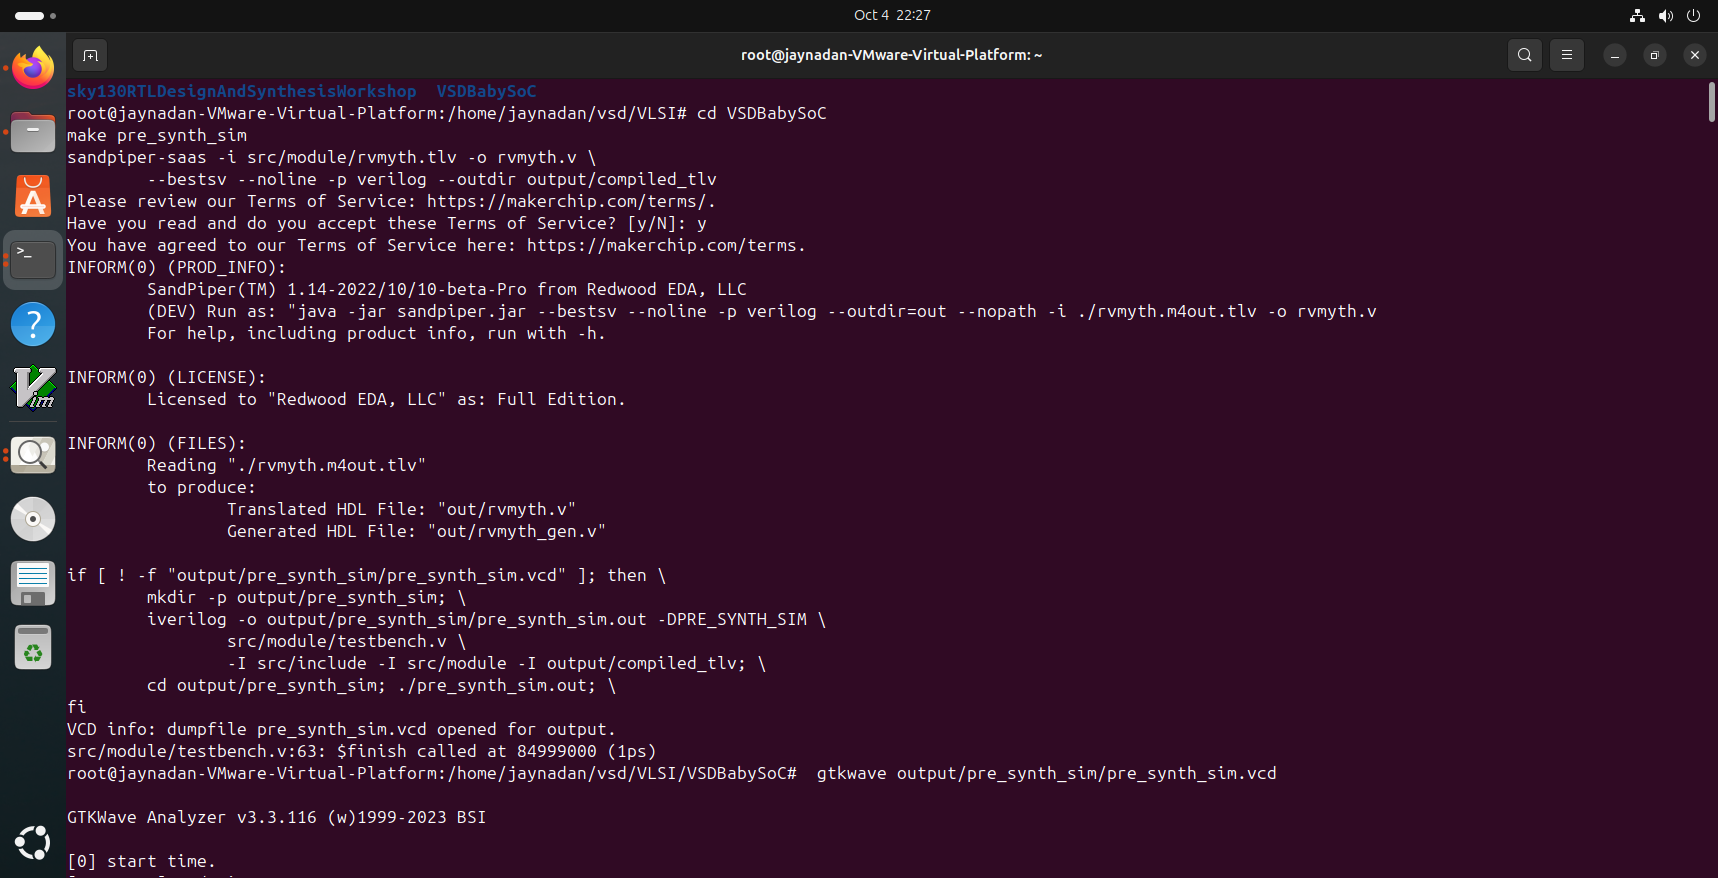 Oct 4 22:27
root@jaynadan-VMware-Virtual-Platform: ~
sky130RTLDesignAndSynthesisWorkshop  VSDBabySoC
root@jaynadan-VMware-Virtual-Platform:/home/jaynadan/vsd/VLSI# cd VSDBabySoC
make pre_synth_sim
sandpiper-saas -i src/module/rvmyth.tlv -o rvmyth.v \
        --bestsv --noline -p verilog --outdir output/compiled_tlv
Please review our Terms of Service: https://makerchip.com/terms/.
Have you read and do you accept these Terms of Service? [y/N]: y
You have agreed to our Terms of Service here: https://makerchip.com/terms.
INFORM(0) (PROD_INFO):
        SandPiper(TM) 1.14-2022/10/10-beta-Pro from Redwood EDA, LLC
        (DEV) Run as: "java -jar sandpiper.jar --bestsv --noline -p verilog --outdir=out --nopath -i ./rvmyth.m4out.tlv -o rvmyth.v
        For help, including product info, run with -h.
INFORM(0) (LICENSE):
        Licensed to "Redwood EDA, LLC" as: Full Edition.
INFORM(0) (FILES):
        Reading "./rvmyth.m4out.tlv"
        to produce:
                Translated HDL File: "out/rvmyth.v"
                Generated HDL File: "out/rvmyth_gen.v"
if [ ! -f "output/pre_synth_sim/pre_synth_sim.vcd" ]; then \
        mkdir -p output/pre_synth_sim; \
        iverilog -o output/pre_synth_sim/pre_synth_sim.out -DPRE_SYNTH_SIM \
                src/module/testbench.v \
                -I src/include -I src/module -I output/compiled_tlv; \
        cd output/pre_synth_sim; ./pre_synth_sim.out; \
fi
VCD info: dumpfile pre_synth_sim.vcd opened for output.
src/module/testbench.v:63: $finish called at 84999000 (1ps)
root@jaynadan-VMware-Virtual-Platform:/home/jaynadan/vsd/VLSI/VSDBabySoC#  gtkwave output/pre_synth_sim/pre_synth_sim.vcd
GTKWave Analyzer v3.3.116 (w)1999-2023 BSI
[0] start time.